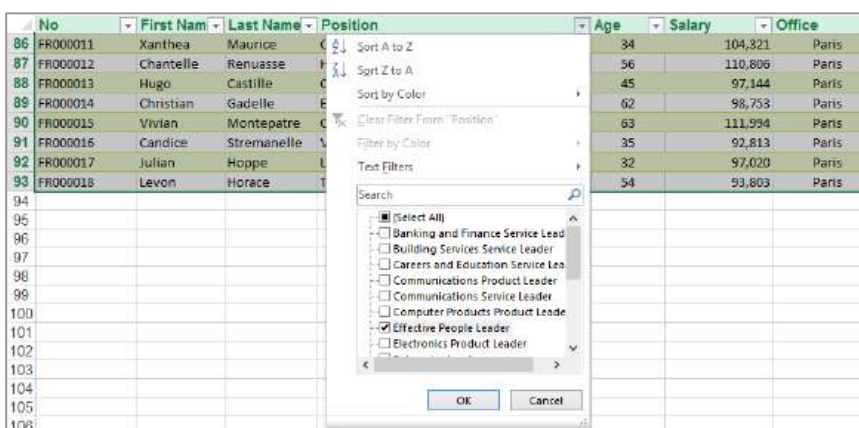 No First Nam Last Name Position Age Salary Office
86 FR000011 Xanthea Maurice 34 104,321 Paris
87 FR000012 Chantelle Renuasse 56 110,806 Paris
88 FR000013 Hugo Castille 45 97,144 Paris
89 FR000014 Christian Gadelle 62 98,753 Paris
90 FR000015 Vivian Montepatre 63 111,994 Paris
91 FR000016 Candice Stremanelle 35 92,813 Paris
92 FR000017 Julian Hoppe 32 97,020 Paris
93 FR000018 Levon Horace 54 93,803 Paris
94
95
96
97
98
99
100
101
102
103
104
105
106
Sort A to Z
Sort Z to A
Sort by Color
Clear Filter From "Position"
Filter by Color
Text Filters
Search
(Select All)
Banking and Finance Service Lead
Building Services Service Leader
Careers and Education Service Lea
Communications Product Leader
Communications Service Leader
Computer Products Product Leade
Effective People Leader
Electronics Product Leader
OK Cancel